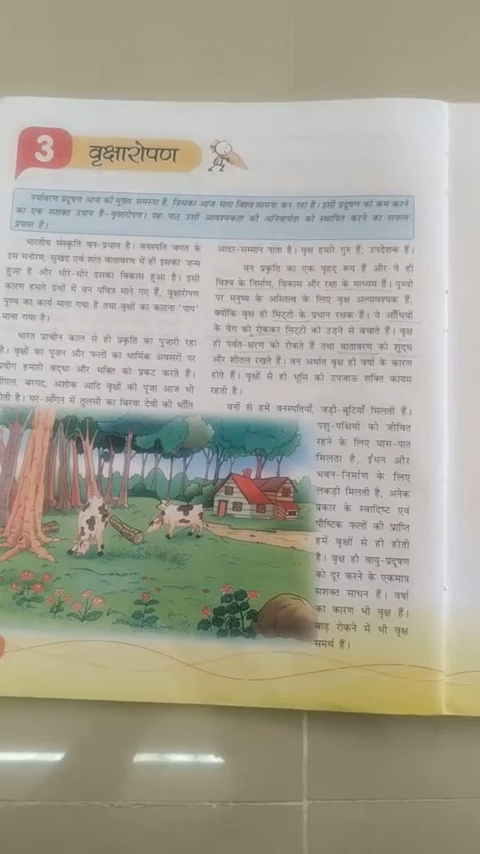 3
वृक्षारोपण
पर्यावरण प्रदूषण आज की मुख्य समस्या है, जिसका आज सारा विश्व सामना कर रहा है। इसी प्रदूषण को कम करने
का एक सशक्त उपाय है-वृक्षारोपण। यह पाठ उसी आवश्यकता की अनिवार्यता को स्थापित करने का सफल
प्रयास है।
भारतीय संस्कृति वन-प्रधान है। वनस्पति जगत के
इस मनोरम, सुखद एवं शांत वातावरण में ही इसका जन्म
हुआ है और धीरे-धीरे इसका विकास हुआ है। इसी
कारण हमारे ग्रंथों में वन पवित्र माने गए हैं, वृक्षारोपण
पुण्य का कार्य माना गया है तथा वृक्षों का काटना 'पाप'
माना गया है।
भारत प्राचीन काल से ही प्रकृति का पुजारी रहा
है। वृक्षों का पूजन और फलों का धार्मिक अवसरों पर
प्रयोग हमारी श्रद्धा और भक्ति को प्रकट करते हैं।
पीपल, बरगद, अशोक आदि वृक्षों की पूजा आज भी
होती है। घर-आँगन में तुलसी का बिरवा देवी की भाँति
आदर-सम्मान पाता है। वृक्ष हमारे गुरु हैं, उपदेशक हैं।
वन प्रकृति का एक वृहद् रूप हैं और ये ही
विश्व के निर्माण, विकास और रक्षा के माध्यम हैं। पृथ्वी
पर मनुष्य के अस्तित्व के लिए वृक्ष अत्यावश्यक हैं,
क्योंकि वृक्ष ही मिट्टी के प्रधान रक्षक हैं। ये आँधियों
के वेग को रोककर मिट्टी को उड़ने से बचाते हैं। वृक्ष
ही पर्वत-क्षरण को रोकते हैं तथा वातावरण को शुद्ध
और शीतल रखते हैं। वन अर्थात वृक्ष ही वर्षा के कारण
होते हैं। वृक्षों से ही भूमि की उपजाऊ शक्ति कायम
रहती है।
वनों से हमें वनस्पतियाँ, जड़ी-बूटियाँ मिलती हैं।
पशु-पक्षियों को जीवित
रहने के लिए घास-पात
मिलता है, ईंधन और
भवन-निर्माण के लिए
लकड़ी मिलती है, अनेक
प्रकार के स्वादिष्ट एवं
पौष्टिक फलों की प्राप्ति
हमें वृक्षों से ही होती
है। वृक्ष ही वायु-प्रदूषण
को दूर करने के एकमात्र
सशक्त साधन हैं। वर्षा
का कारण भी वृक्ष हैं।
बाढ़ रोकने में भी वृक्ष
समर्थ हैं।